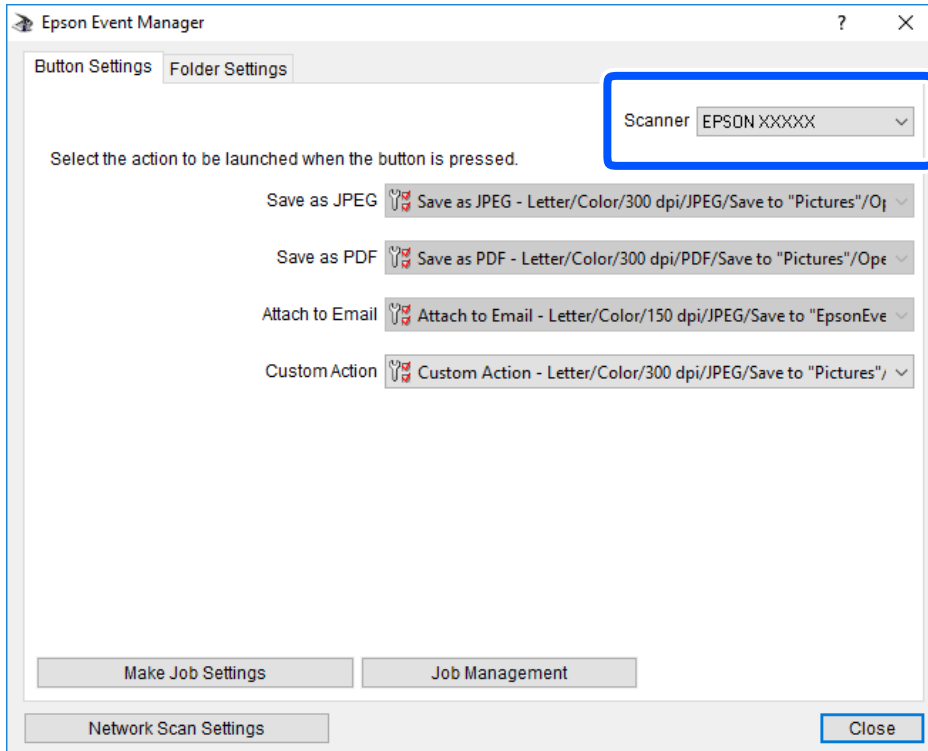 Epson Event Manager
Button Settings Folder Settings
Scanner EPSON XXXXX
Select the action to be launched when the button is pressed.
Save as JPEG Save as JPEG - Letter/Color/300 dpi/JPEG/Save to "Pictures"/Op
Save as PDF Save as PDF - Letter/Color/300 dpi/PDF/Save to "Pictures"/Ope
Attach to Email Attach to Email - Letter/Color/150 dpi/JPEG/Save to "EpsonEve
Custom Action Custom Action - Letter/Color/300 dpi/JPEG/Save to "Pictures"/
Make Job Settings Job Management
Network Scan Settings Close